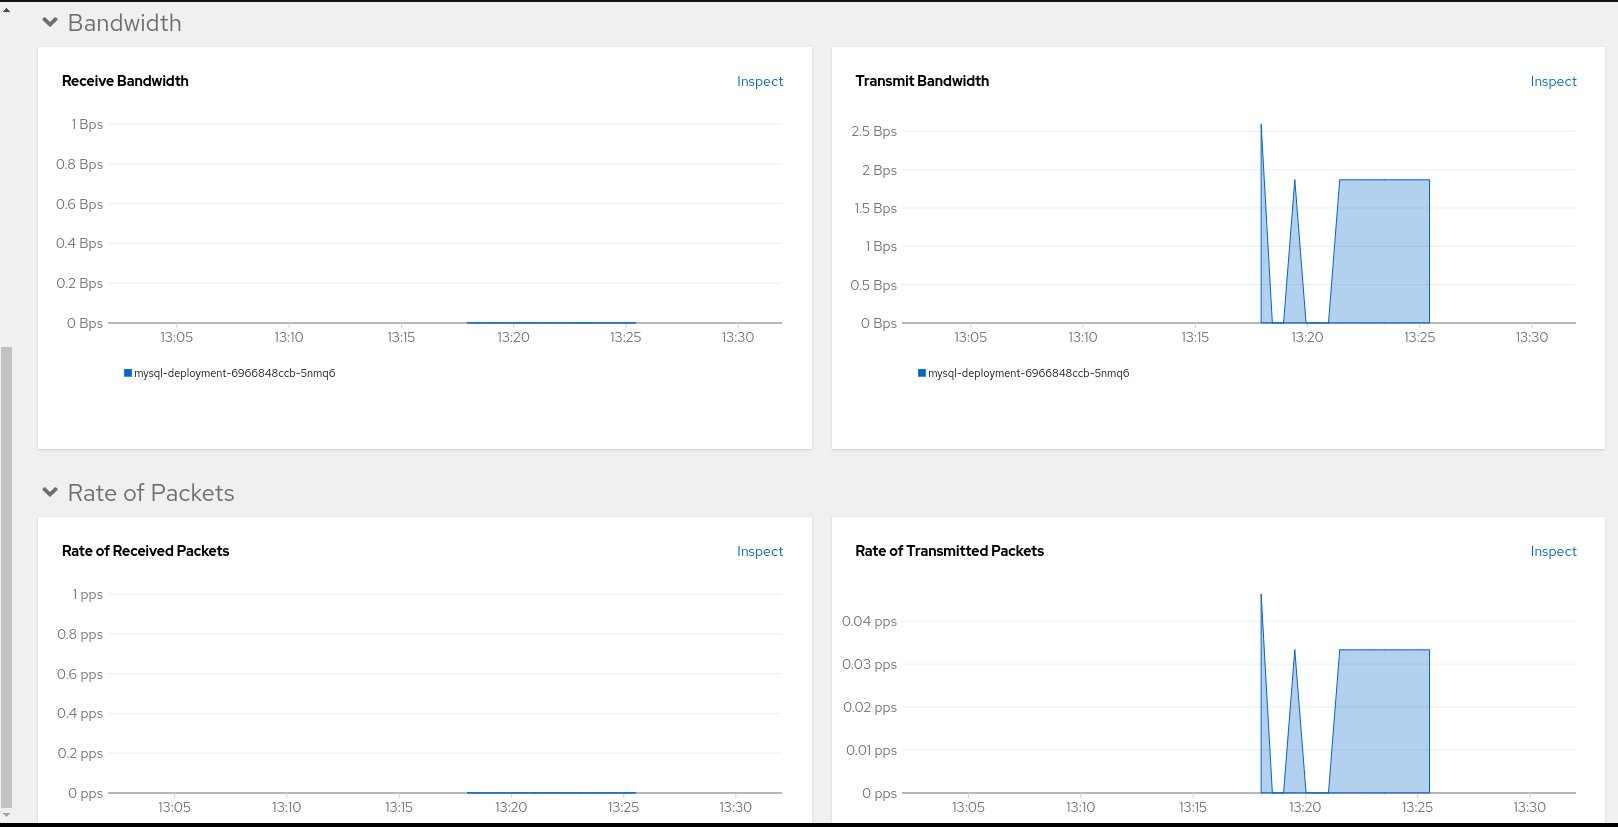 Bandwidth
Receive Bandwidth
Inspect
1 Bps
0.8 Bps
0.6 Bps
0.4 Bps
0.2 Bps
0 Bps
13:05 13:10 13:15 13:20 13:25 13:30
mysql-deployment-6966848ccb-5nmq6
Transmit Bandwidth
Inspect
2.5 Bps
2 Bps
1.5 Bps
1 Bps
0.5 Bps
0 Bps
13:05 13:10 13:15 13:20 13:25 13:30
mysql-deployment-6966848ccb-5nmq6
Rate of Packets
Rate of Received Packets
Inspect
1 pps
0.8 pps
0.6 pps
0.4 pps
0.2 pps
0 pps
13:05 13:10 13:15 13:20 13:25 13:30
Rate of Transmitted Packets
Inspect
0.04 pps
0.03 pps
0.02 pps
0.01 pps
0 pps
13:05 13:10 13:15 13:20 13:25 13:30